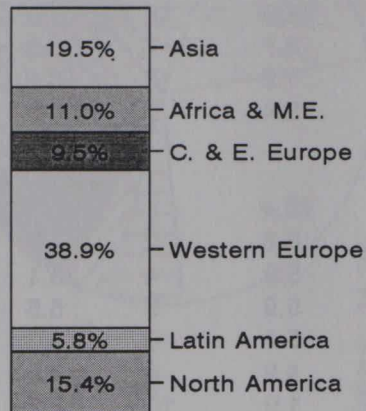 19.5% Asia
11.0% Africa & M.E.
9.5% C. & E. Europe
38.9% Western Europe
5.8% Latin America
15.4% North America